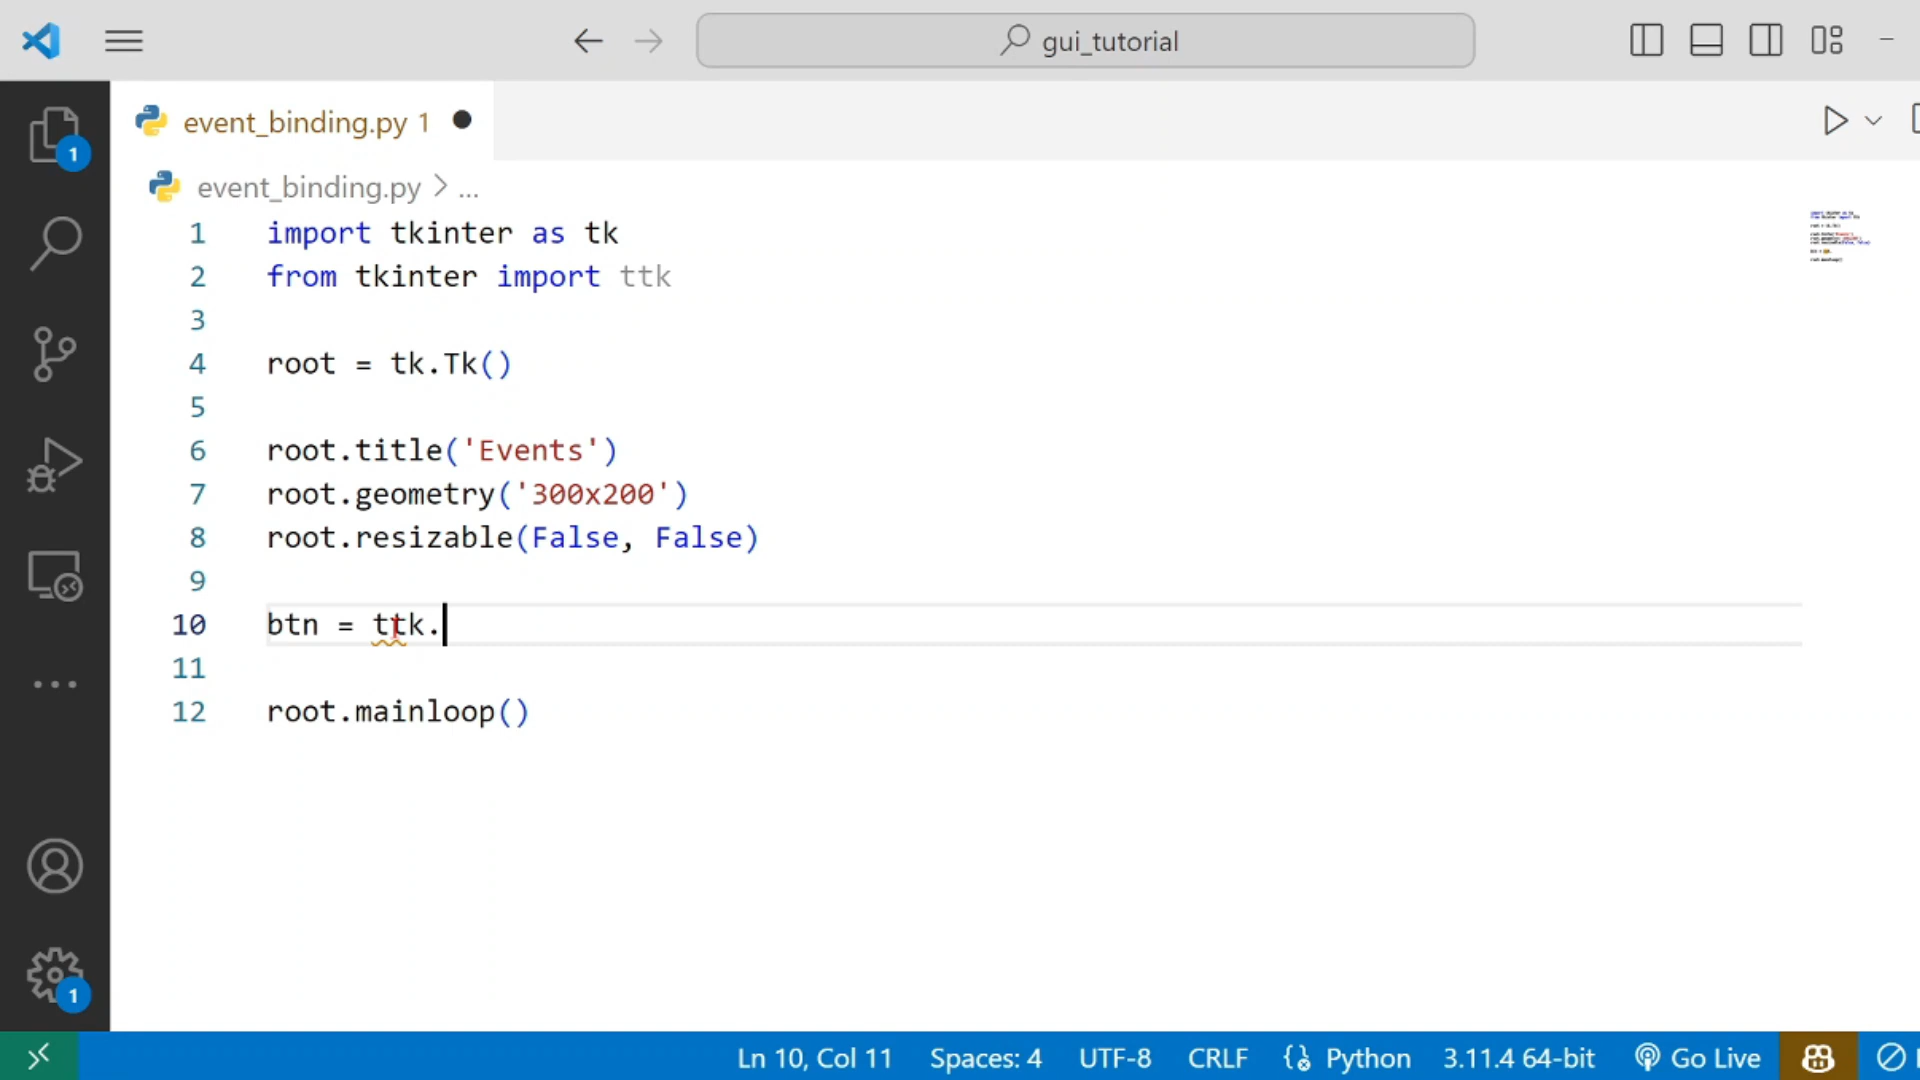 gui_tutorial
event_binding.py 1
event_binding.py > ...
1 import tkinter as tk
2 from tkinter import ttk
3
4 root = tk.Tk()
5
6 root.title('Events')
7 root.geometry('300x200')
8 root.resizable(False, False)
9
10 btn = ttk.
11
12 root.mainloop()
1
1
Ln 10, Col 11 Spaces: 4 UTF-8 CRLF Python 3.11.4 64-bit Go Live